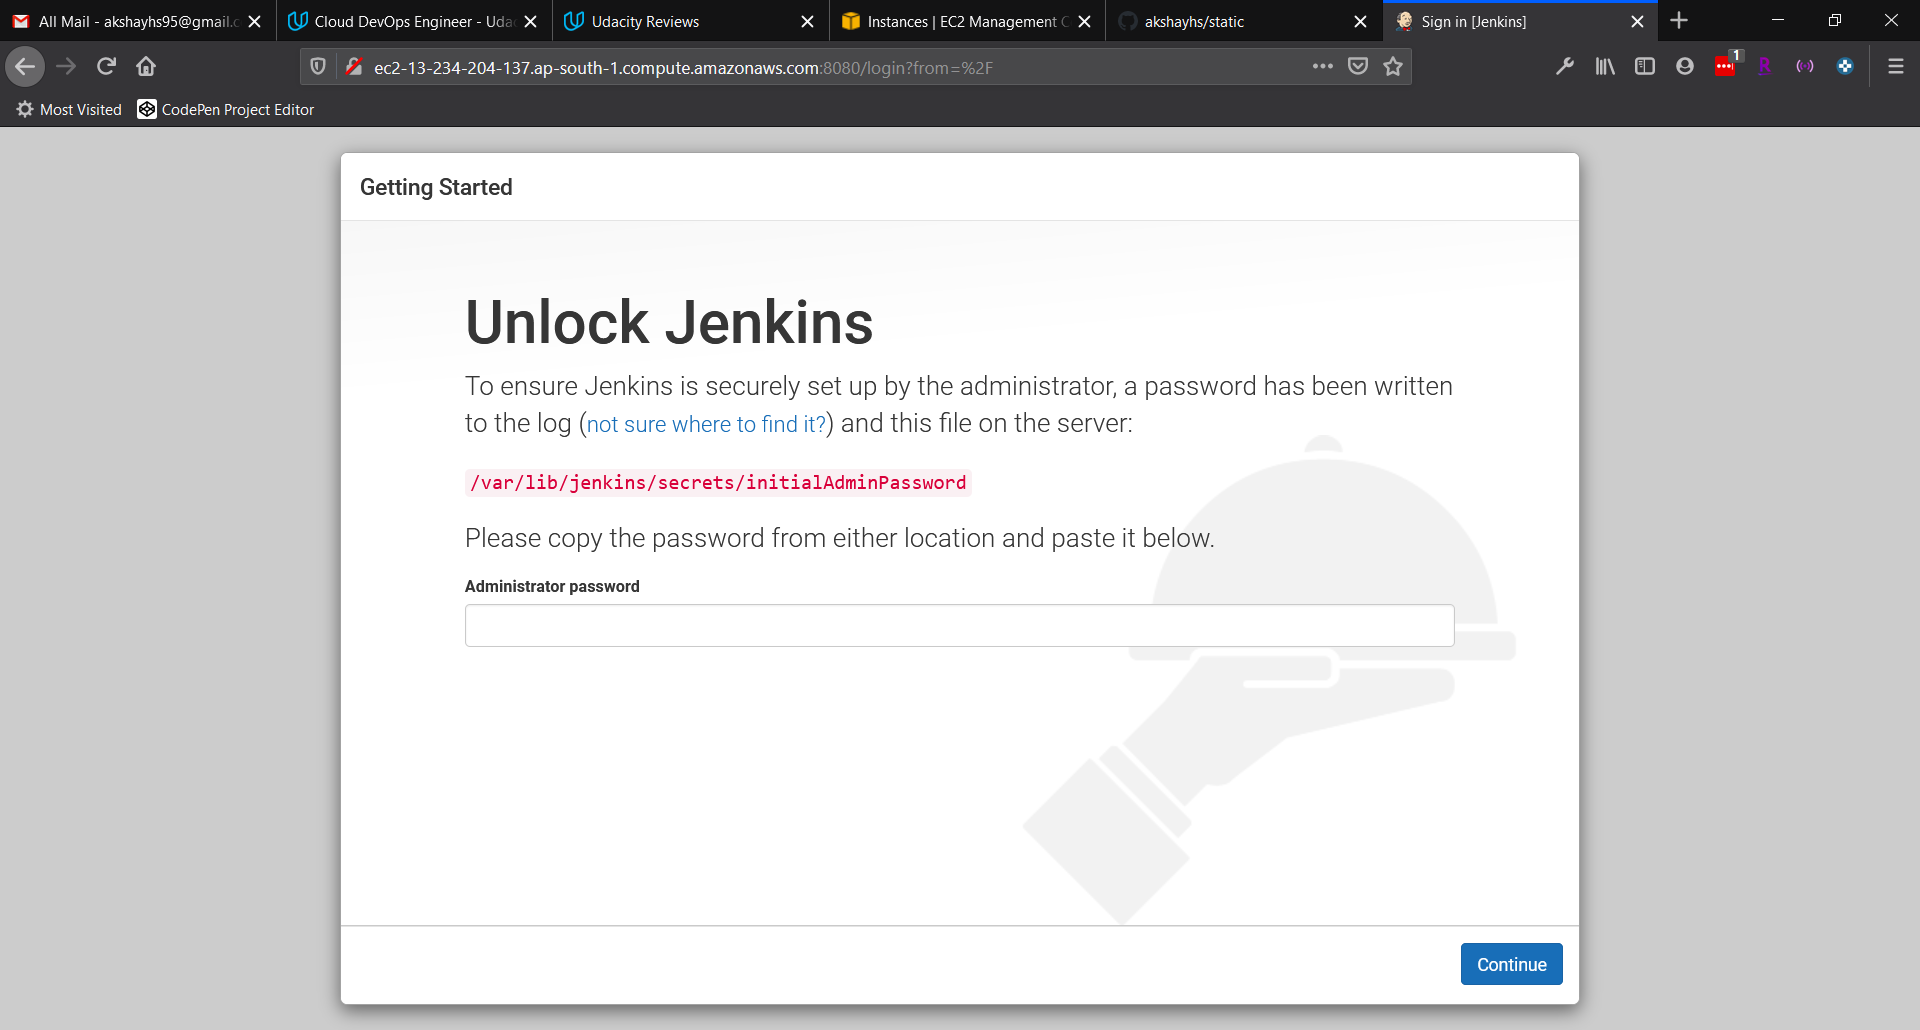 All Mail - akshayhs95@gmail.c
Cloud DevOps Engineer - Udac
Udacity Reviews
Instances | EC2 Management C
akshayhs/static
Sign in [Jenkins]
ec2-13-234-204-137.ap-south-1.compute.amazonaws.com:8080/login?from=%2F
1
Most Visited
CodePen Project Editor
Getting Started
Unlock Jenkins
To ensure Jenkins is securely set up by the administrator, a password has been written
to the log (not sure where to find it?) and this file on the server:
/var/lib/jenkins/secrets/initialAdminPassword
Please copy the password from either location and paste it below.
Administrator password
Continue